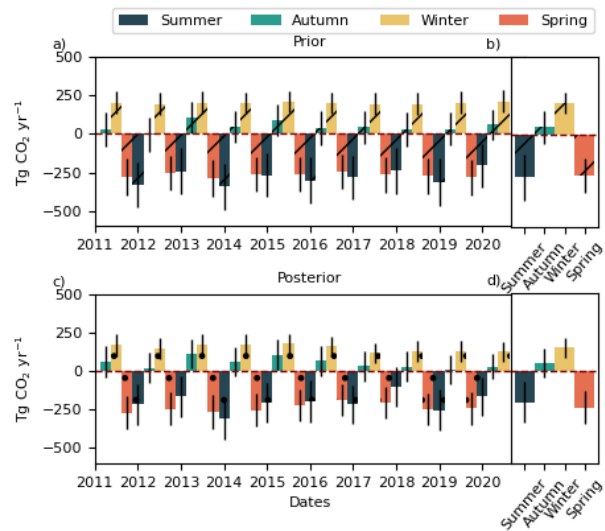 Summer Autumn Winter Spring
a) Prior b)
500
250
0
−250
−500
Tg CO₂ yr⁻¹
2011 2012 2013 2014 2015 2016 2017 2018 2019 2020
Summer
Autumn
Winter
Spring
c) Posterior d)
500
250
0
−250
−500
Tg CO₂ yr⁻¹
2011 2012 2013 2014 2015 2016 2017 2018 2019 2020
Summer
Autumn
Winter
Spring
Dates